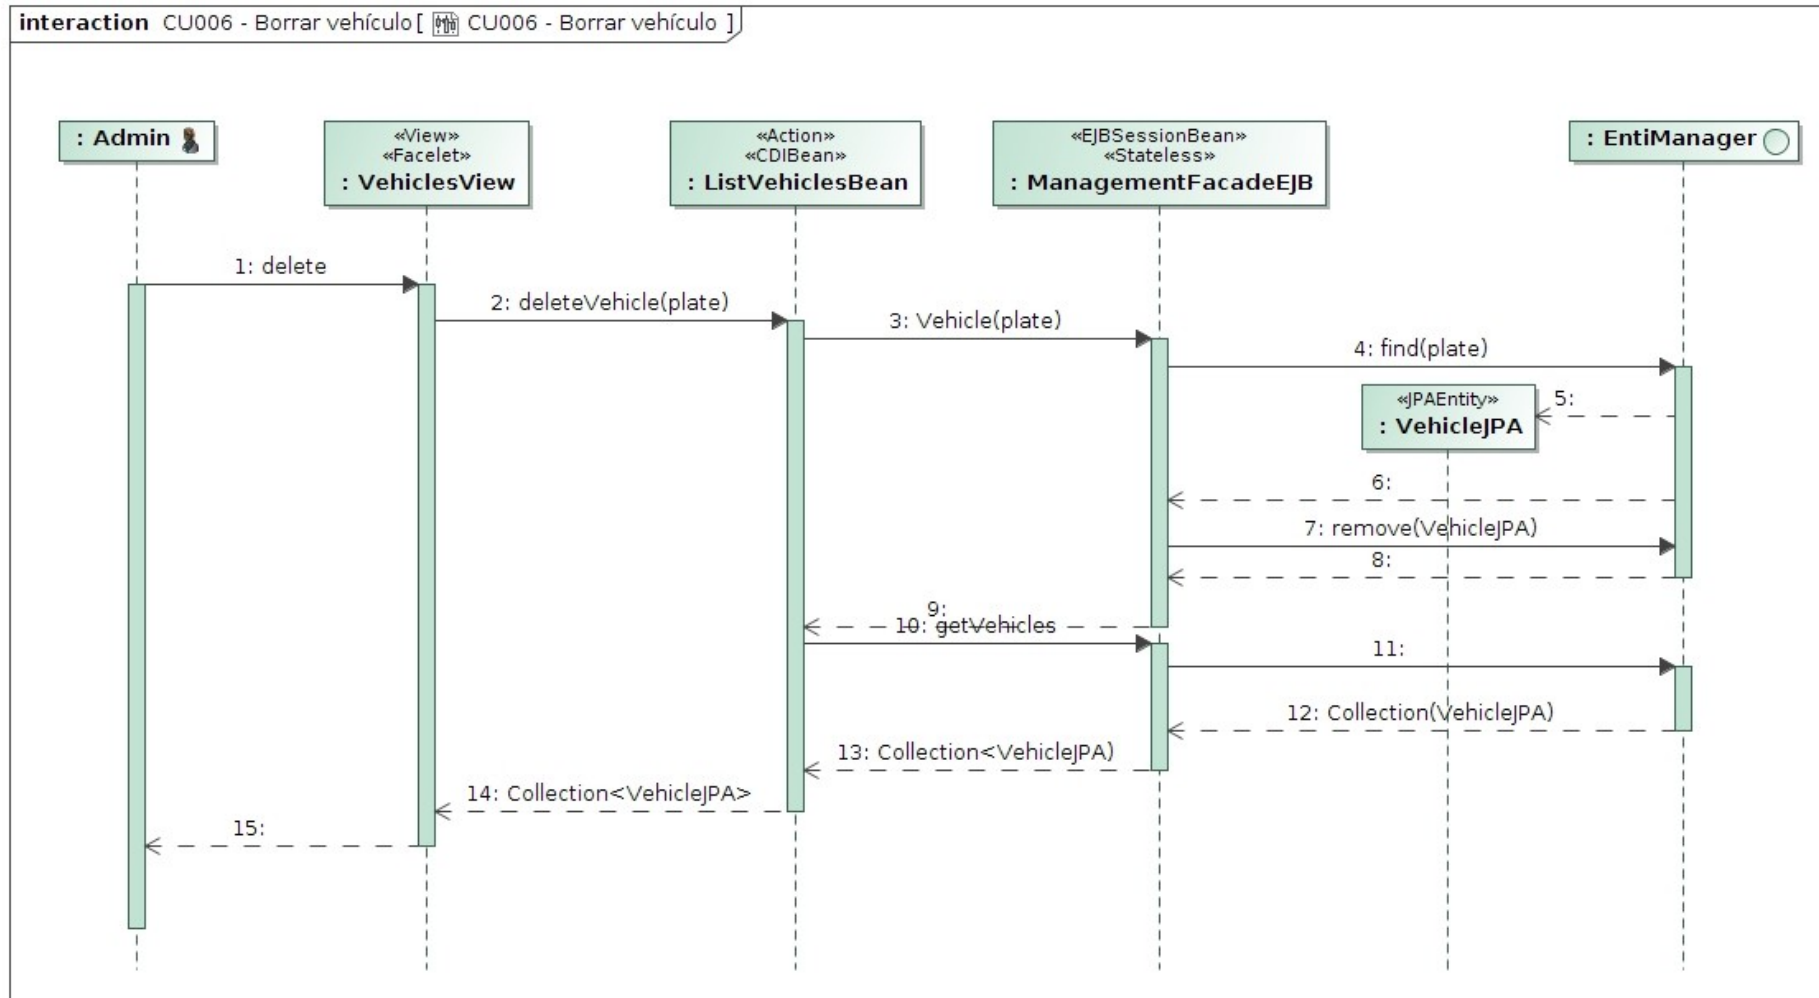 interaction CU006 - Borrar vehículo[ CU006 - Borrar vehículo ]
: Admin
«View»
«Facelet»
: VehiclesView
«Action»
«CDIBean»
: ListVehiclesBean
«EJBSessionBean»
«Stateless»
: ManagementFacadeEJB
: EntiManager
1: delete
2: deleteVehicle(plate)
3: Vehicle(plate)
4: find(plate)
«JPAEntity»
: VehicleJPA
5:
6:
7: remove(VehicleJPA)
8:
9:
10: getVehicles
11:
12: Collection(VehicleJPA)
13: Collection<VehicleJPA)
14: Collection<VehicleJPA>
15: